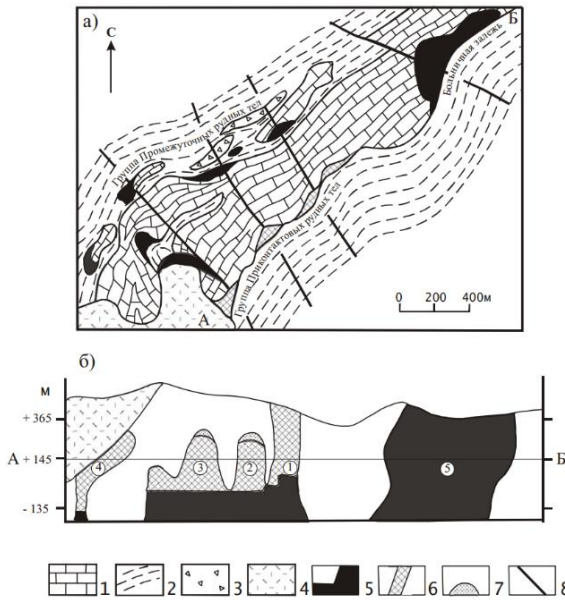 а)
Б
С
Больничная залежь
Группа Промежуточных рудных тел
Группа Приконтактовых рудных тел
0 200 400м
А
б)
м
+ 365
А + 145 Б
- 135
4 3 2 1 5
1 2 3 4 5 6 7 8